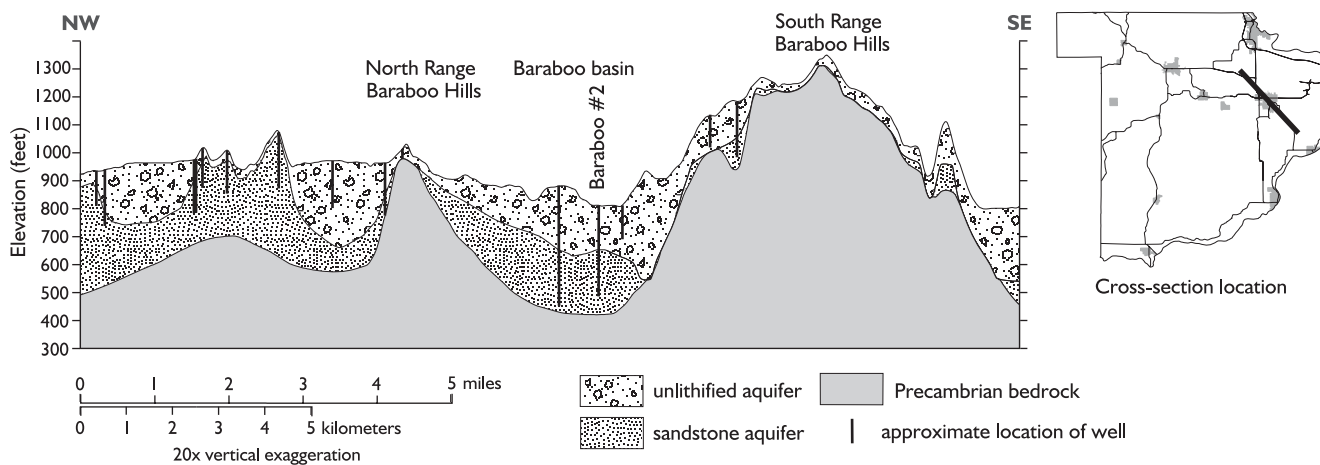 NW
SE
South Range
Baraboo Hills
North Range
Baraboo Hills
Baraboo basin
Baraboo #2
Elevation (feet)
1300
1200
1100
1000
900
800
700
600
500
400
300
Cross-section location
0 1 2 3 4 5 miles
0 1 2 3 4 5 kilometers
20x vertical exaggeration
unlithified aquifer
sandstone aquifer
Precambrian bedrock
approximate location of well